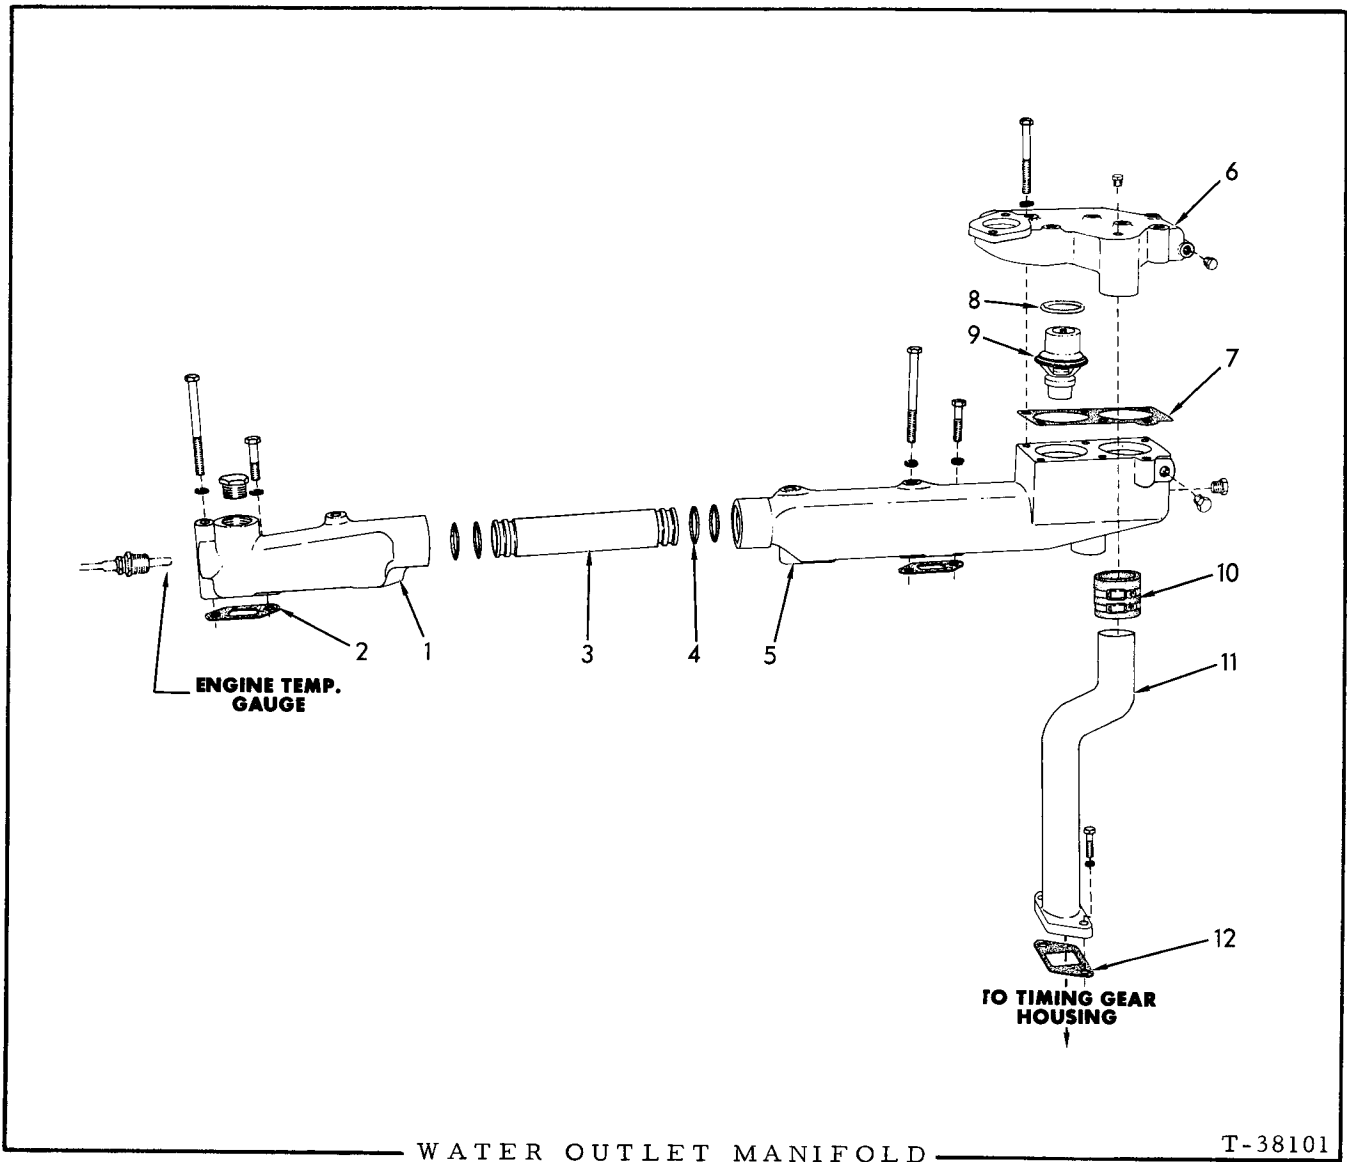 6
8
9
7
10
2
1
3
4
5
11
ENGINE TEMP.
GAUGE
12
TO TIMING GEAR
HOUSING
WATER OUTLET MANIFOLD
T-38101